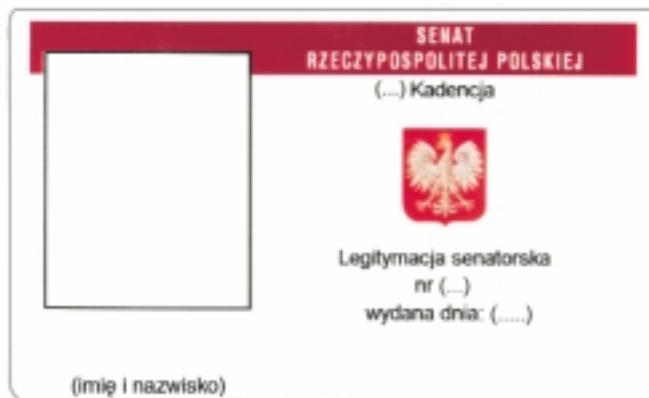 SENAT
RZECZYPOSPOLITEJ POLSKIEJ
(...) Kadencja
Legitymacja senatorska
nr (...)
wydana dnia: (.....)
(imię i nazwisko)